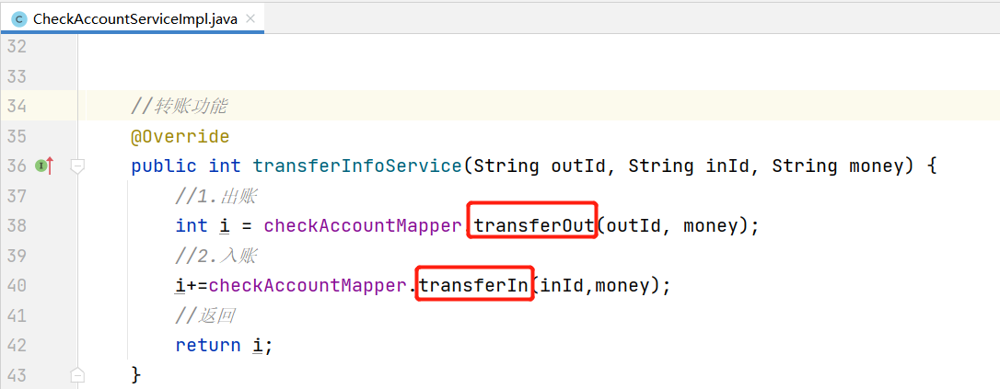 CheckAccountServiceImpl.java
32
33
34 //转账功能
35 @Override
36 public int transferInfoService(String outId, String inId, String money) {
37 //1.出账
38 int i = checkAccountMapper.transferOut(outId, money);
39 //2.入账
40 i+=checkAccountMapper.transferIn(inId,money);
41 //返回
42 return i;
43 }